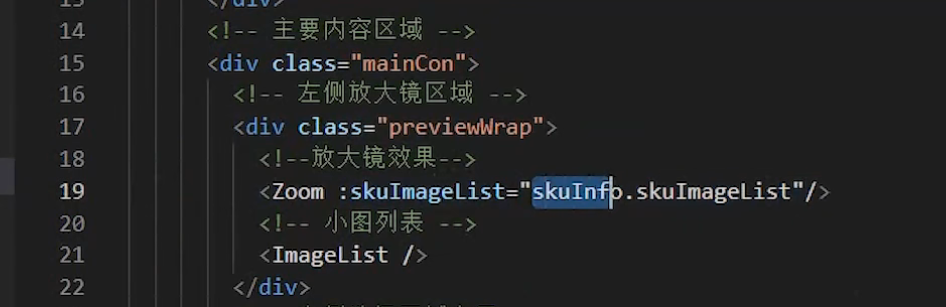 </div>
14 <!-- 主要内容区域 -->
15 <div class="mainCon">
16 <!-- 左侧放大镜区域 -->
17 <div class="previewWrap">
18 <!--放大镜效果-->
19 <Zoom :skuImageList="skuInfo.skuImageList"/>
20 <!-- 小图列表 -->
21 <ImageList />
22 </div>